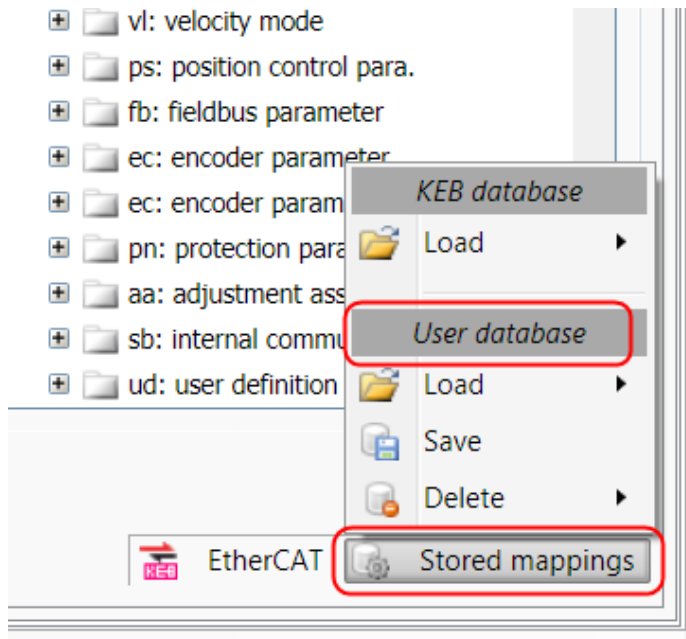 vl: velocity mode
ps: position control para.
fb: fieldbus parameter
ec: encoder parameter
ec: encoder param
pn: protection para
aa: adjustment ass
sb: internal commu
ud: user definition
KEB database
Load
User database
Load
Save
Delete
KEB
EtherCAT
Stored mappings